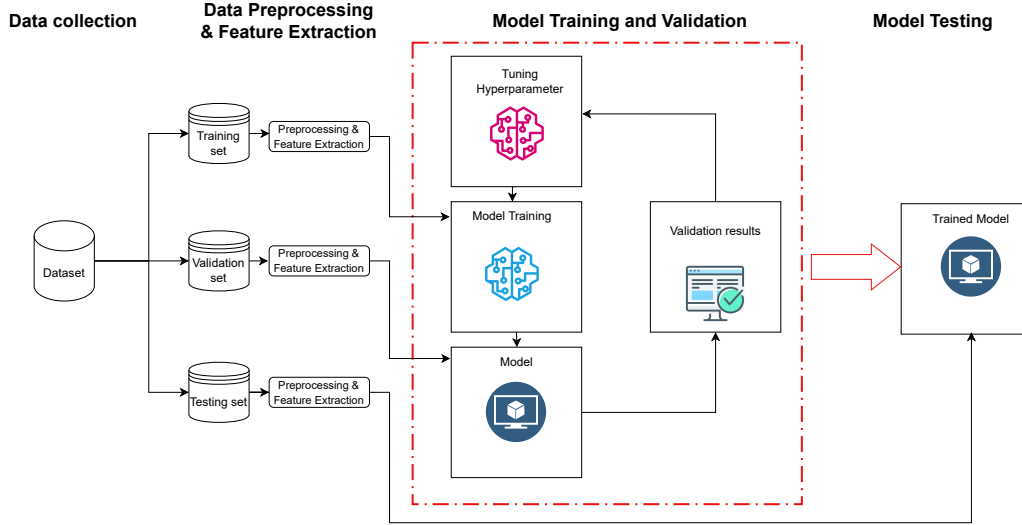 Data collection
Data Preprocessing
& Feature Extraction
Model Training and Validation
Model Testing
Dataset
Training
set
Preprocessing &
Feature Extraction
Validation
set
Preprocessing &
Feature Extraction
Testing set
Preprocessing &
Feature Extraction
Tuning
Hyperparameter
Model Training
Model
Validation results
Trained Model